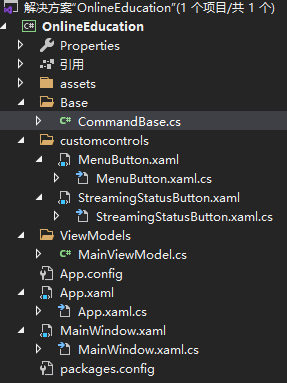 解决方案"OnlineEducation"(1 个项目/共 1 个)
C# OnlineEducation
Properties
引用
assets
Base
C# CommandBase.cs
customcontrols
MenuButton.xaml
MenuButton.xaml.cs
StreamingStatusButton.xaml
StreamingStatusButton.xaml.cs
ViewModels
C# MainViewModel.cs
App.config
App.xaml
App.xaml.cs
MainWindow.xaml
MainWindow.xaml.cs
packages.config